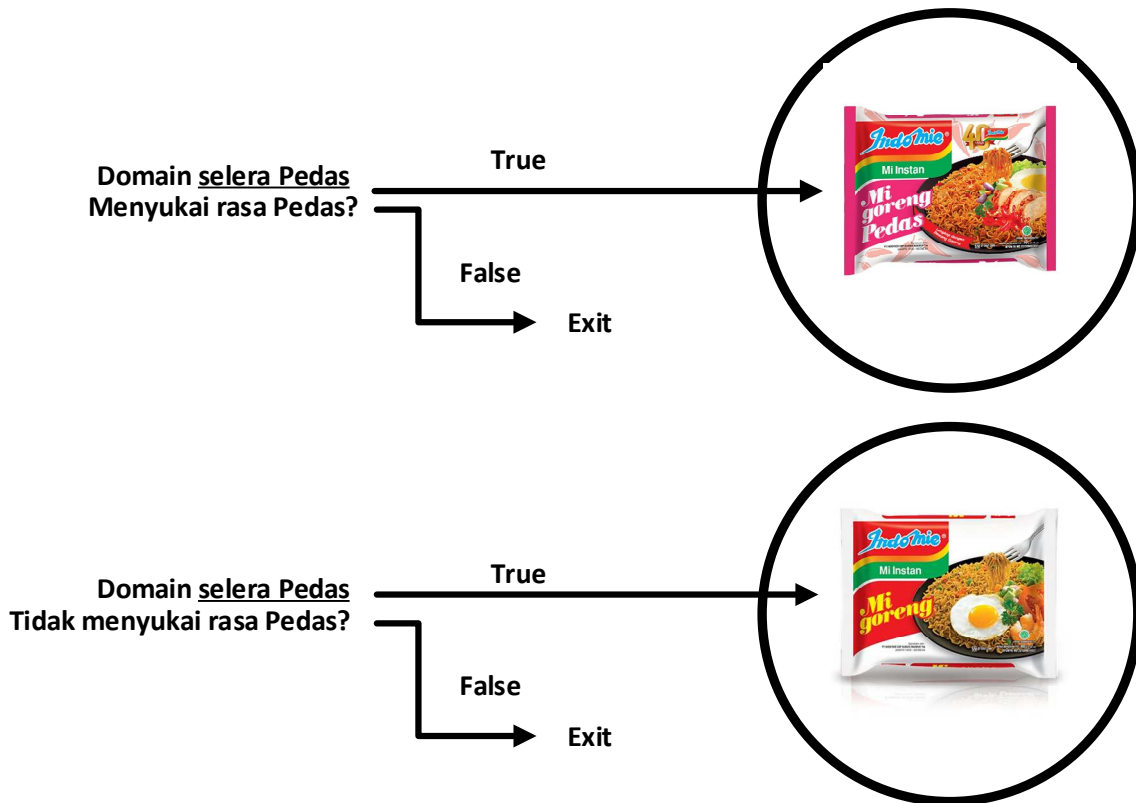 Domain selera Pedas
Menyukai rasa Pedas?
True
False
Exit
Indomie
40
Mi Instan
Mi
goreng
Pedas
Domain selera Pedas
Tidak menyukai rasa Pedas?
True
False
Exit
Indomie
Mi Instan
Mi
goreng